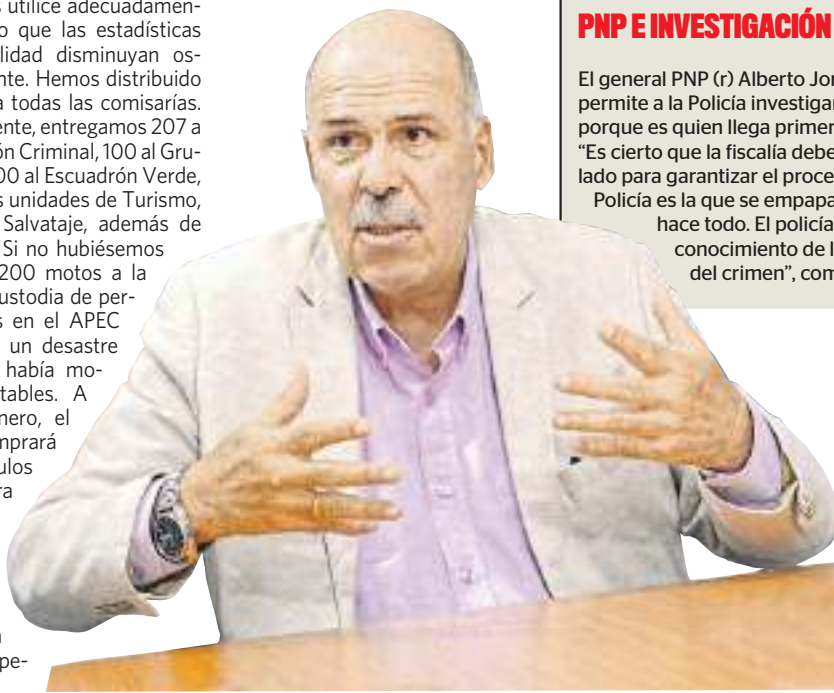 utilice adecuadamen-
o que las estadísticas
lidad disminuyan os-
nte. Hemos distribuido
a todas las comisarías.
ente, entregamos 207 a
ón Criminal, 100 al Gru-
00 al Escuadrón Verde,
s unidades de Turismo,
Salvataje, además de
Si no hubiésemos
200 motos a la
ustodia de per-
s en el APEC
un desastre
había mo-
tables. A
nero, el
mprará
ulos
ra
pe-
PNP E INVESTIGACIÓN
El general PNP (r) Alberto Jor
permite a la Policía investigar
porque es quien llega primer
“Es cierto que la fiscalía debe
lado para garantizar el proce
Policía es la que se empapa
hace todo. El policía
conocimiento de l
del crimen”, com